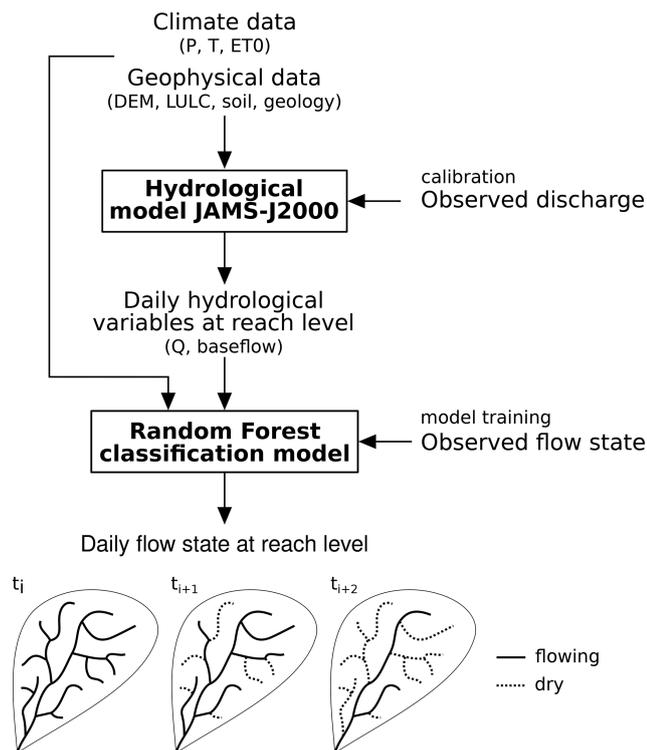 Climate data
(P, T, ET0)
Geophysical data
(DEM, LULC, soil, geology)
Hydrological
model JAMS-J2000
calibration
Observed discharge
Daily hydrological
variables at reach level
(Q, baseflow)
Random Forest
classification model
model training
Observed flow state
Daily flow state at reach level
ti
ti+1
ti+2
flowing
dry